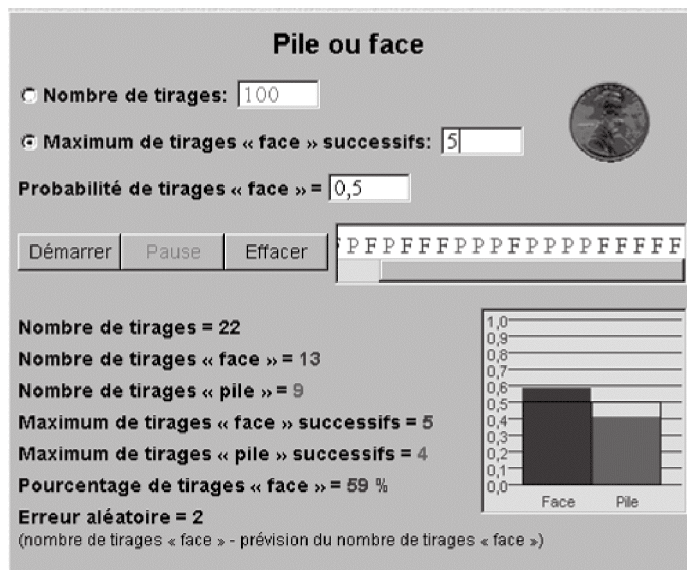 Pile ou face
Nombre de tirages: 100
Maximum de tirages « face » successifs: 5
Probabilité de tirages « face » = 0,5
Démarrer Pause Effacer
P F P F F F P P P F P P P P F F F F F
Nombre de tirages = 22
Nombre de tirages « face » = 13
Nombre de tirages « pile » = 9
Maximum de tirages « face » successifs = 5
Maximum de tirages « pile » successifs = 4
Pourcentage de tirages « face » = 59 %
Erreur aléatoire = 2
(nombre de tirages « face » - prévision du nombre de tirages « face »)
1,0
0,9
0,8
0,7
0,6
0,5
0,4
0,3
0,2
0,1
0,0
Face Pile